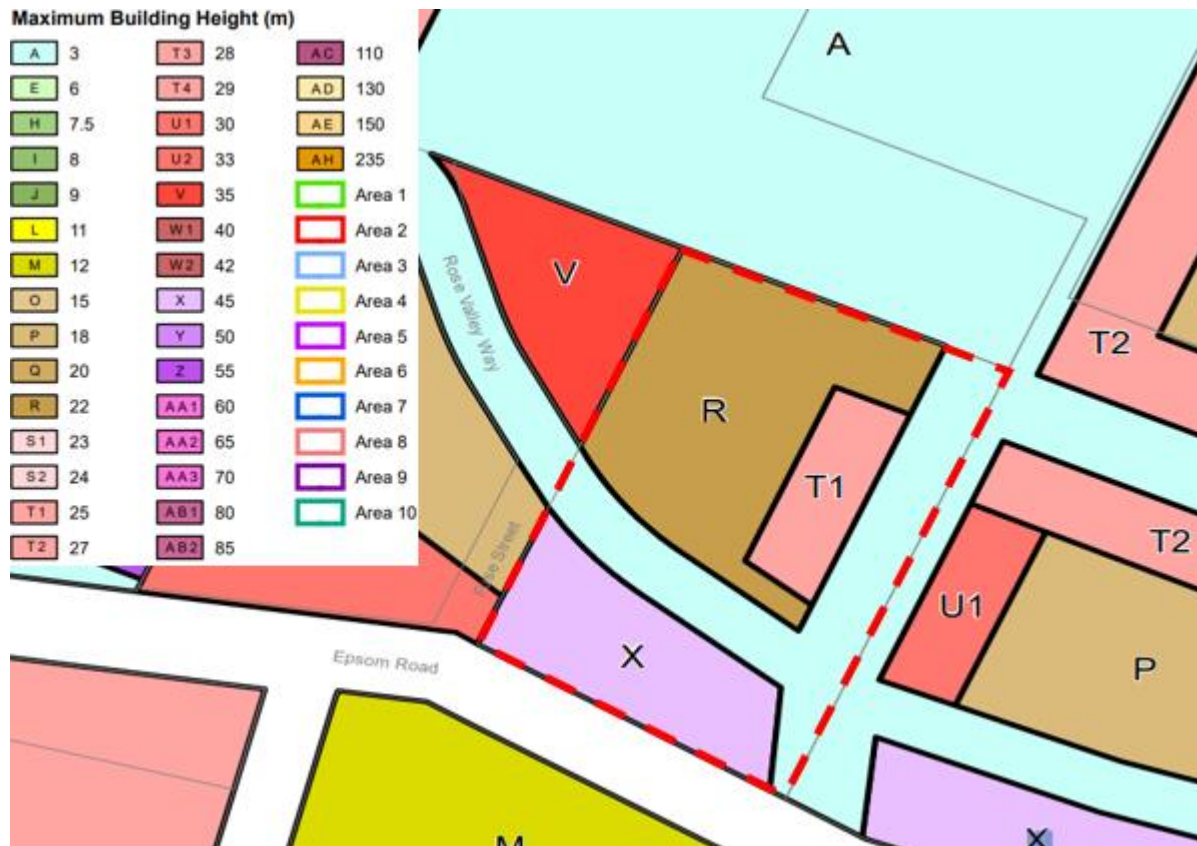 Maximum Building Height (m)
A 3
E 6
H 7.5
I 8
J 9
L 11
M 12
O 15
P 18
Q 20
R 22
S1 23
S2 24
T1 25
T2 27
T3 28
T4 29
U1 30
U2 33
V 35
W1 40
W2 42
X 45
Y 50
Z 55
AA1 60
AA2 65
AA3 70
AB1 80
AB2 85
AC 110
AD 130
AE 150
AH 235
Area 1
Area 2
Area 3
Area 4
Area 5
Area 6
Area 7
Area 8
Area 9
Area 10
A
V
Rose Valley Way
R
T2
T1
T2
Rose Street
U1
X
P
Epsom Road
M
X